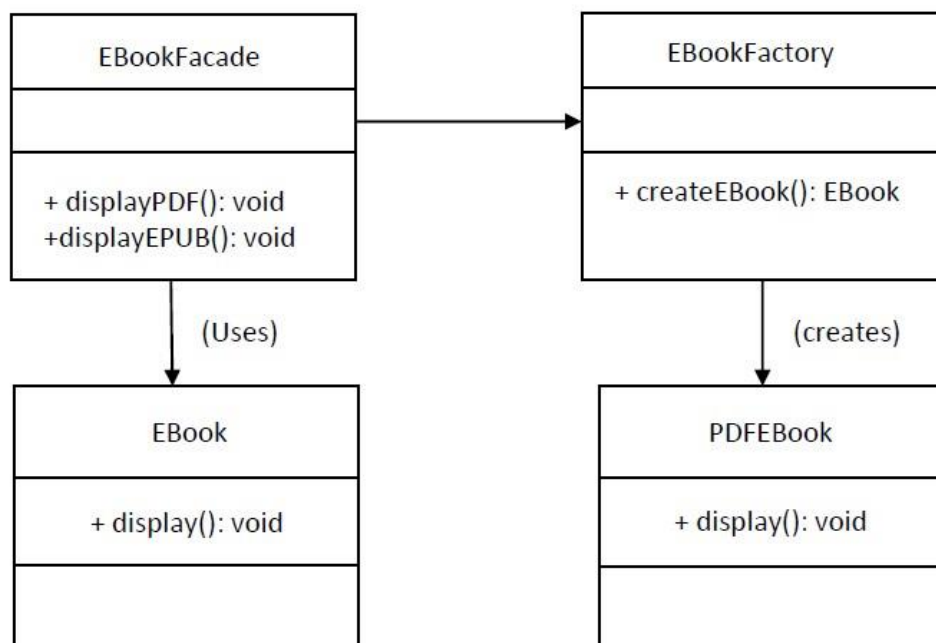 EBookFacade
+ displayPDF(): void
+displayEPUB(): void
EBookFactory
+ createEBook(): EBook
(Uses)
(creates)
EBook
+ display(): void
PDFEBook
+ display(): void